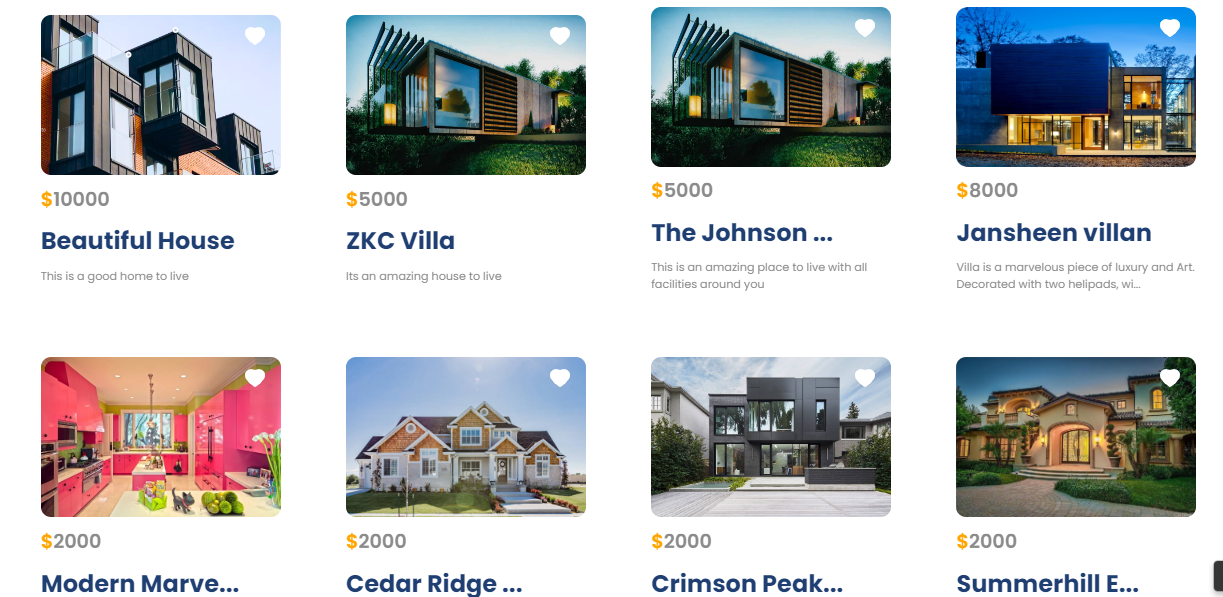 $10000
Beautiful House
This is a good home to live
$5000
ZKC Villa
Its an amazing house to live
$5000
The Johnson ...
This is an amazing place to live with all
facilities around you
$8000
Jansheen villan
Villa is a marvelous piece of luxury and Art.
Decorated with two helipads, wi...
$2000
Modern Marve...
$2000
Cedar Ridge ...
$2000
Crimson Peak...
$2000
Summerhill E...